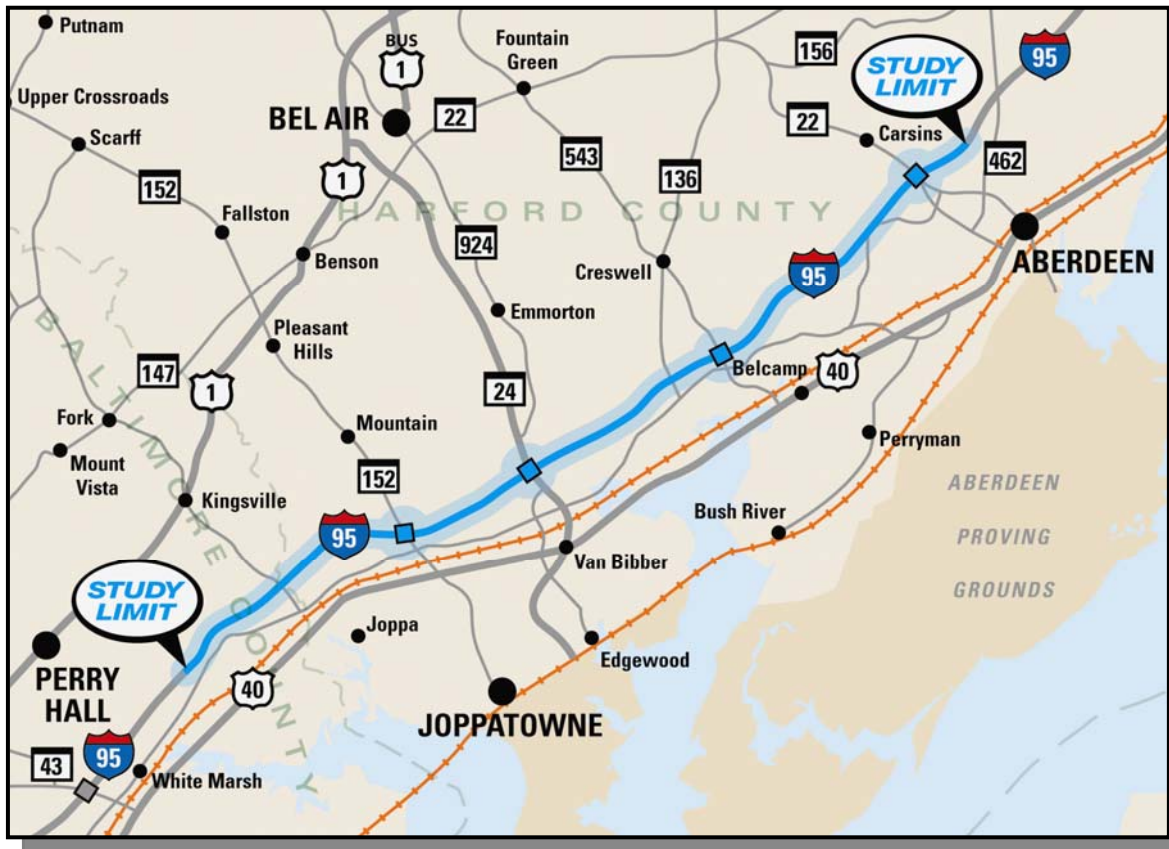 Putnam
BUS
1
Fountain
Green
156
STUDY
LIMIT
95
Upper Crossroads
BEL AIR
22
22
Carsins
Scarff
543
462
152
1
136
Fallston
HARFORD COUNTY
924
Benson
Creswell
95
ABERDEEN
Emmorton
BALTIMORE COUNTY
Pleasant
Hills
147
1
24
Belcamp
40
Fork
Mountain
Mount
Vista
152
Perryman
Kingsville
ABERDEEN
PROVING
GROUNDS
95
Bush River
Van Bibber
STUDY
LIMIT
Joppa
Edgewood
PERRY
HALL
40
JOPPATOWNE
43
95
White Marsh